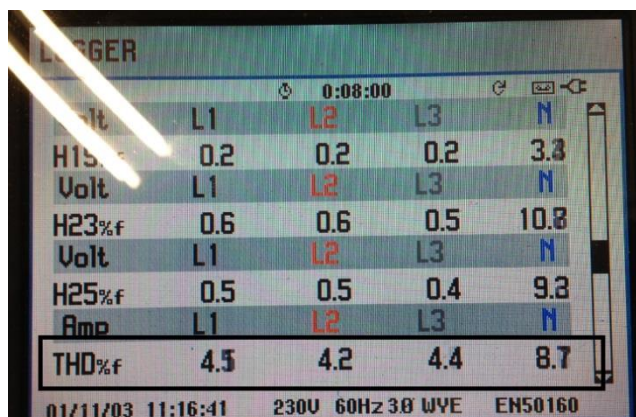 LOGGER
0:08:00
Volt L1 L2 L3 N
0.2 0.2 0.2 3.3
Volt L1 L2 L3 N
H23%f 0.6 0.6 0.5 10.8
Volt L1 L2 L3 N
H25%f 0.5 0.5 0.4 9.3
Amp L1 L2 L3 N
THD%f 4.5 4.2 4.4 8.7
01/11/03 11:16:41 230V 60Hz 3Ø WYE EN50160